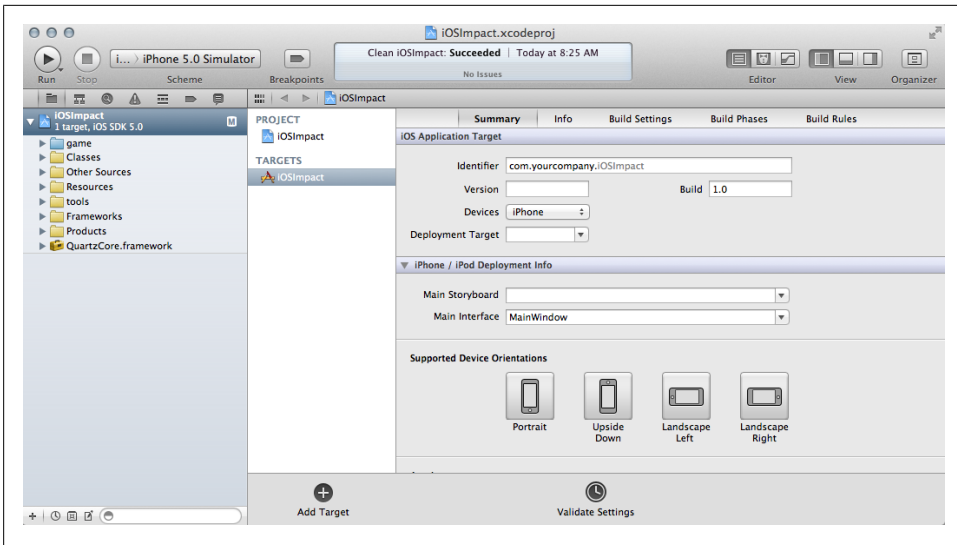 iOSImpact.xcodeproj
i... › iPhone 5.0 Simulator
Clean iOSImpact: Succeeded | Today at 8:25 AM
No Issues
Run Stop Scheme Breakpoints Editor View Organizer
iOSImpact
iOSImpact
1 target, iOS SDK 5.0
M
game
Classes
Other Sources
Resources
tools
Frameworks
Products
QuartzCore.framework
PROJECT
iOSImpact
TARGETS
iOSImpact
Summary Info Build Settings Build Phases Build Rules
iOS Application Target
Identifier com.yourcompany.iOSImpact
Version Build 1.0
Devices iPhone
Deployment Target
iPhone / iPod Deployment Info
Main Storyboard
Main Interface MainWindow
Supported Device Orientations
Portrait Upside Down Landscape Left Landscape Right
Add Target Validate Settings